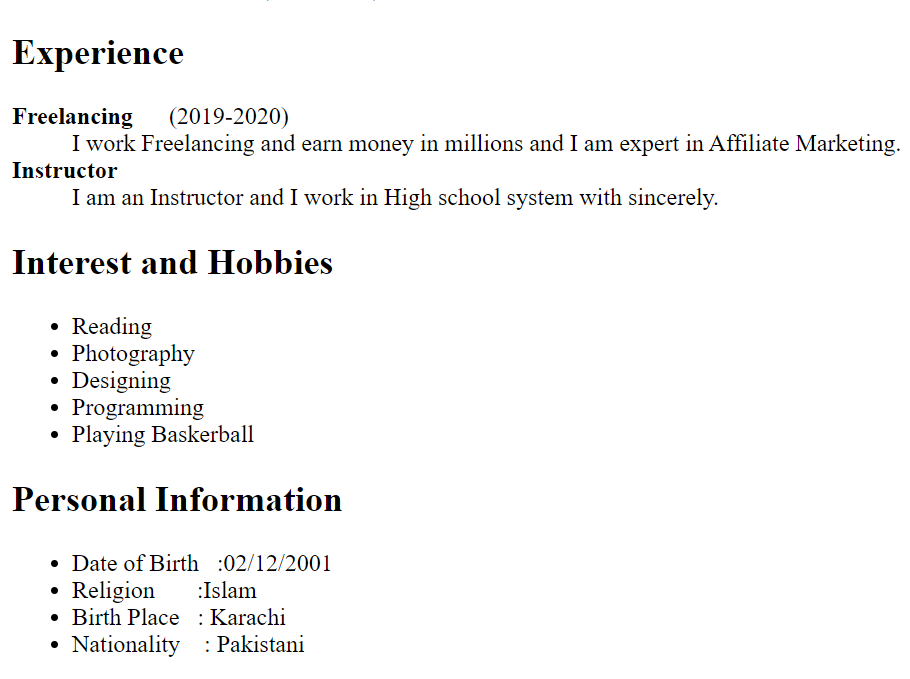 Experience
Freelancing (2019-2020)
I work Freelancing and earn money in millions and I am expert in Affiliate Marketing.
Instructor
I am an Instructor and I work in High school system with sincerely.
Interest and Hobbies
Reading
Photography
Designing
Programming
Playing Baskerball
Personal Information
Date of Birth :02/12/2001
Religion :Islam
Birth Place : Karachi
Nationality : Pakistani